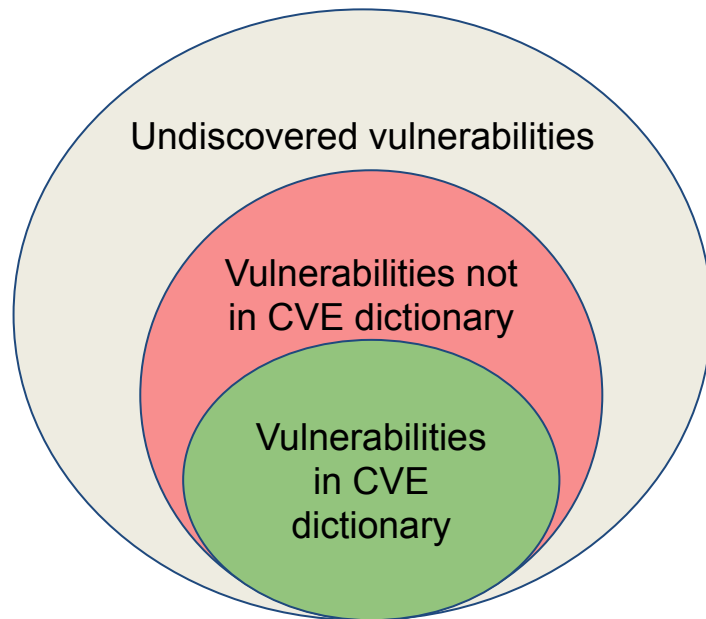 Undiscovered vulnerabilities
Vulnerabilities not
in CVE dictionary
Vulnerabilities
in CVE
dictionary